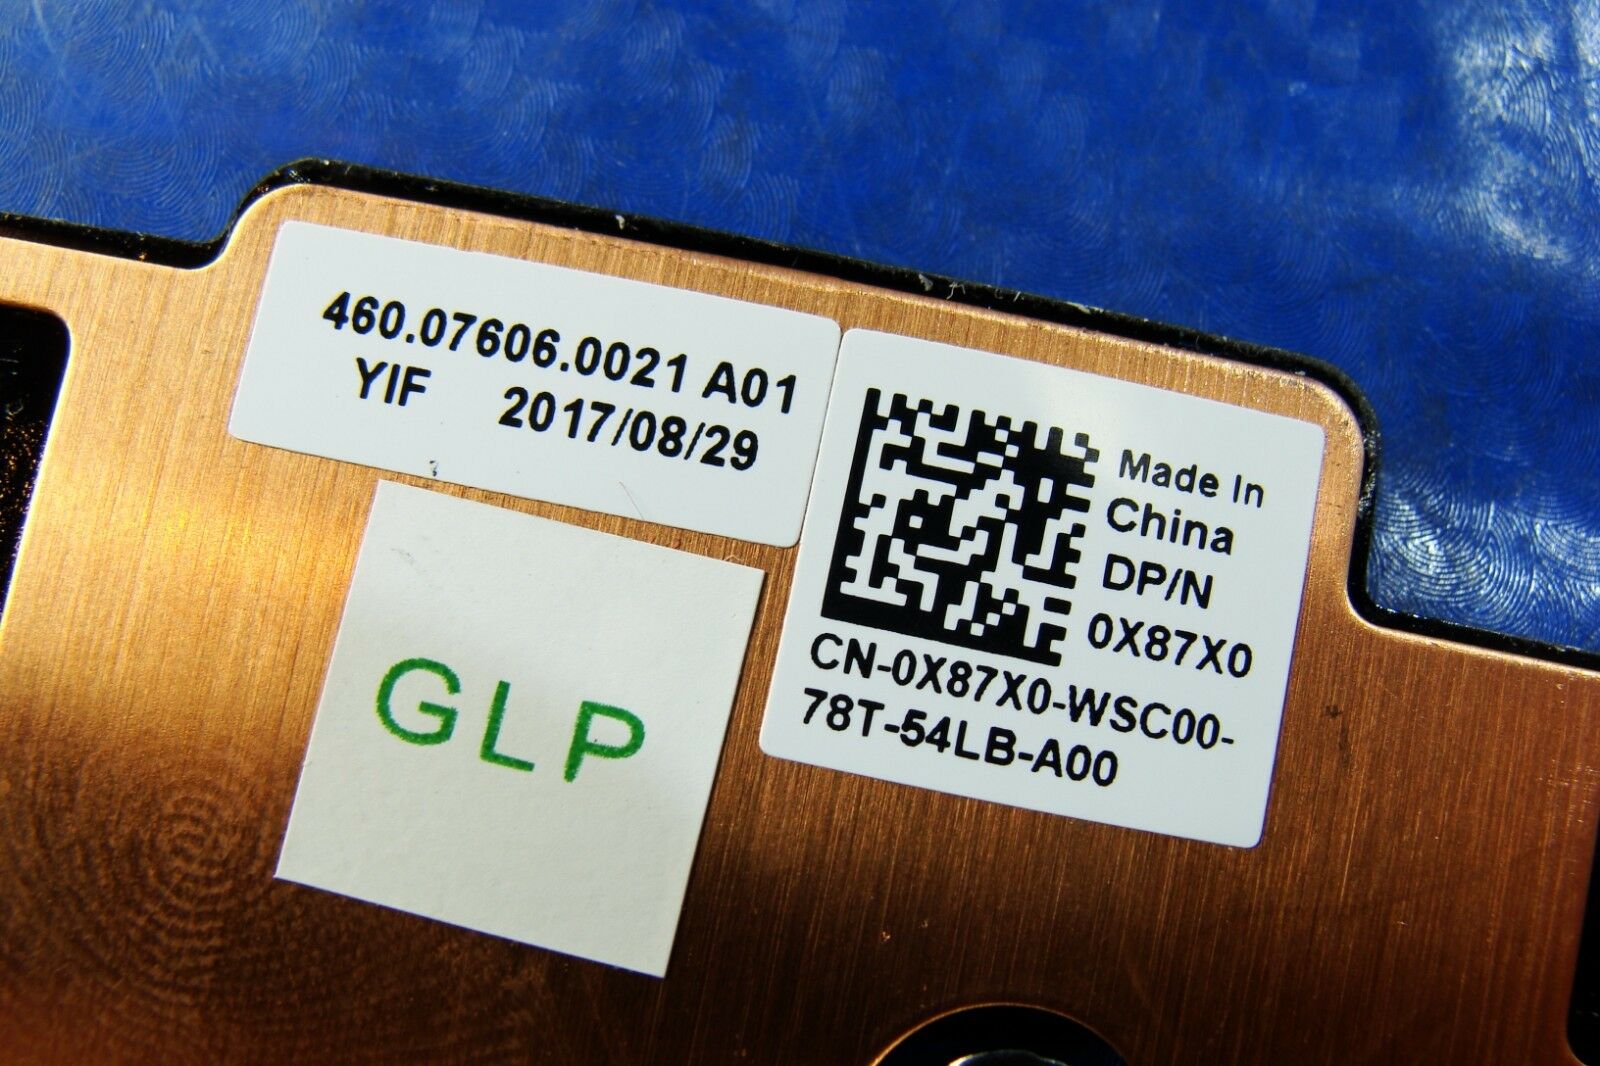 460.07606.0021 A01
YIF 2017/08/29
GLP
Made In
China
DP/N
0X87X0
CN-0X87X0-WSC00-
78T-54LB-A00